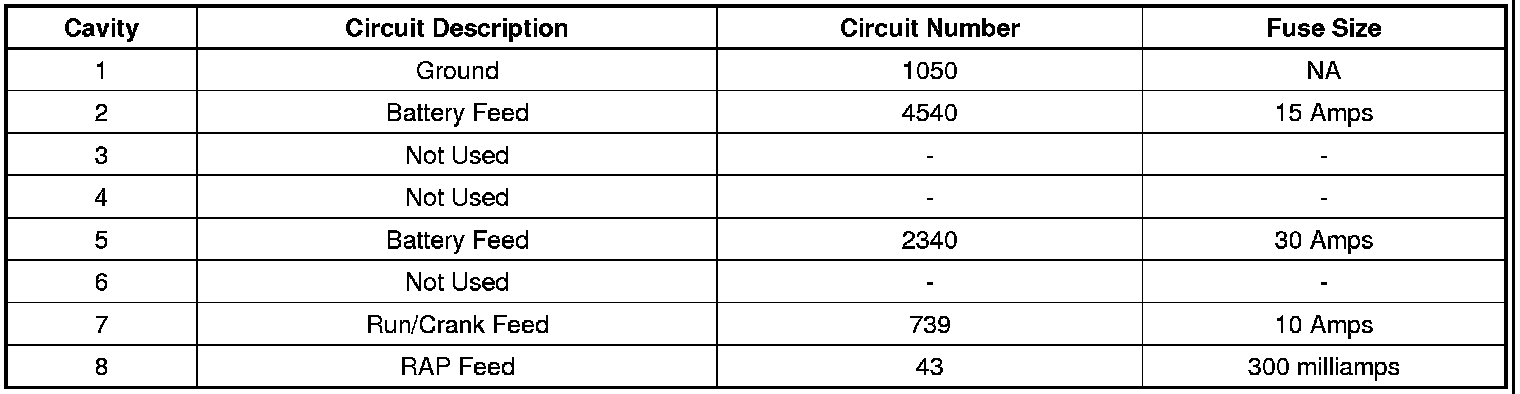 Cavity Circuit Description Circuit Number Fuse Size
1 Ground 1050 NA
2 Battery Feed 4540 15 Amps
3 Not Used - -
4 Not Used - -
5 Battery Feed 2340 30 Amps
6 Not Used - -
7 Run/Crank Feed 739 10 Amps
8 RAP Feed 43 300 milliamps